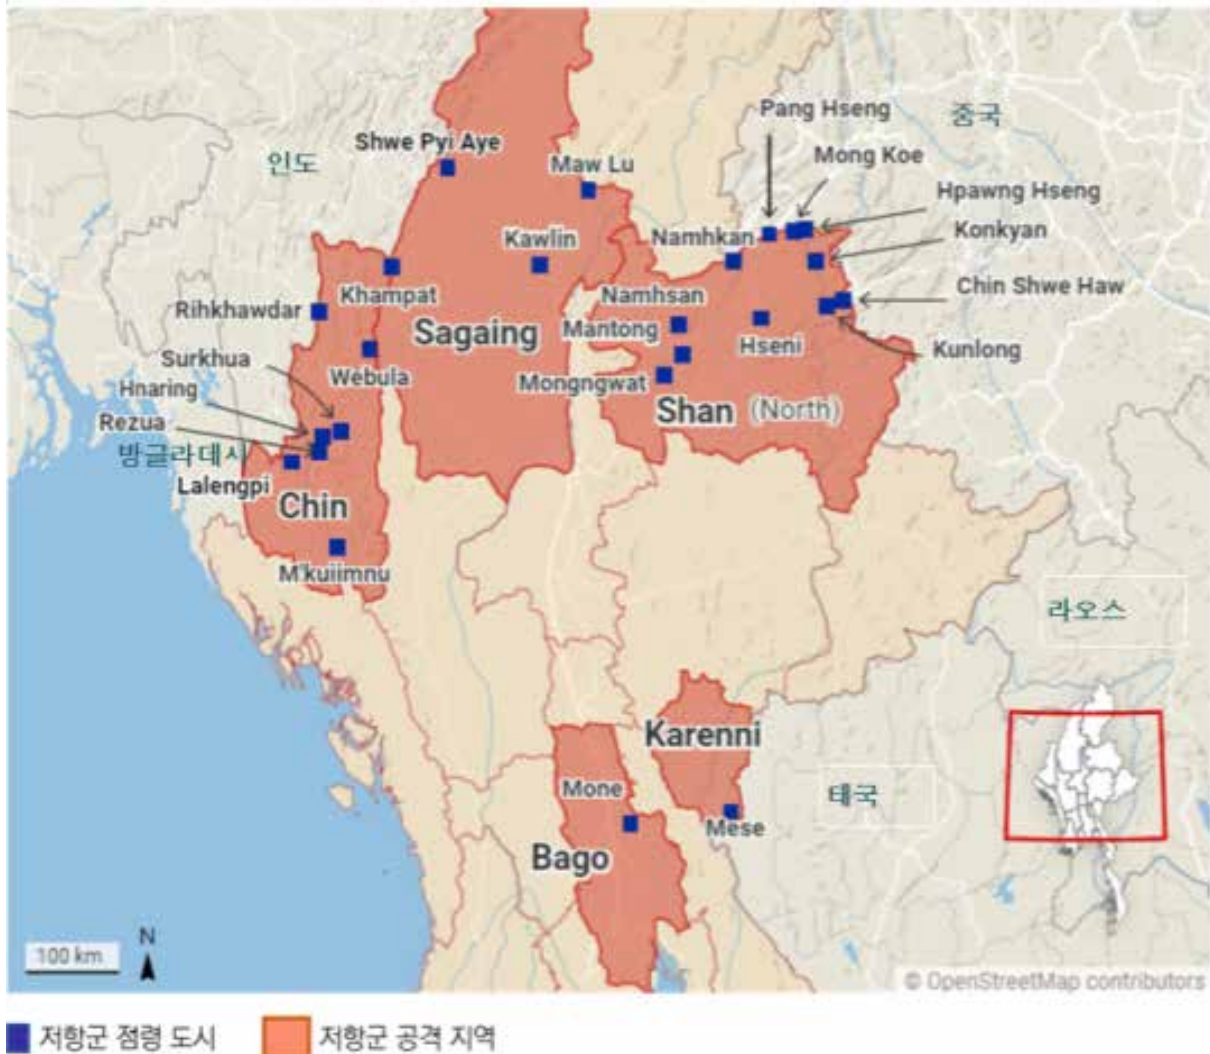 Pang Hseng
중국
Shwe Pyi Aye
인도
Maw Lu
Mong Koe
Hpawng Hseng
Kawlin
Namhkan
Konkyan
Khampat
Namhsan
Chin Shwe Haw
Rihkhawdar
Sagaing
Mantong
Hseni
Kunlong
Surkhua
Webula
Mongngwat
Hnaring
Shan (North)
Rezua
방글라데시
Lalengpi
Chin
M'kuiimnu
라오스
Karenni
Mone
태국
Mese
Bago
100 km
N
© OpenStreetMap contributors
저항군 점령 도시
저항군 공격 지역